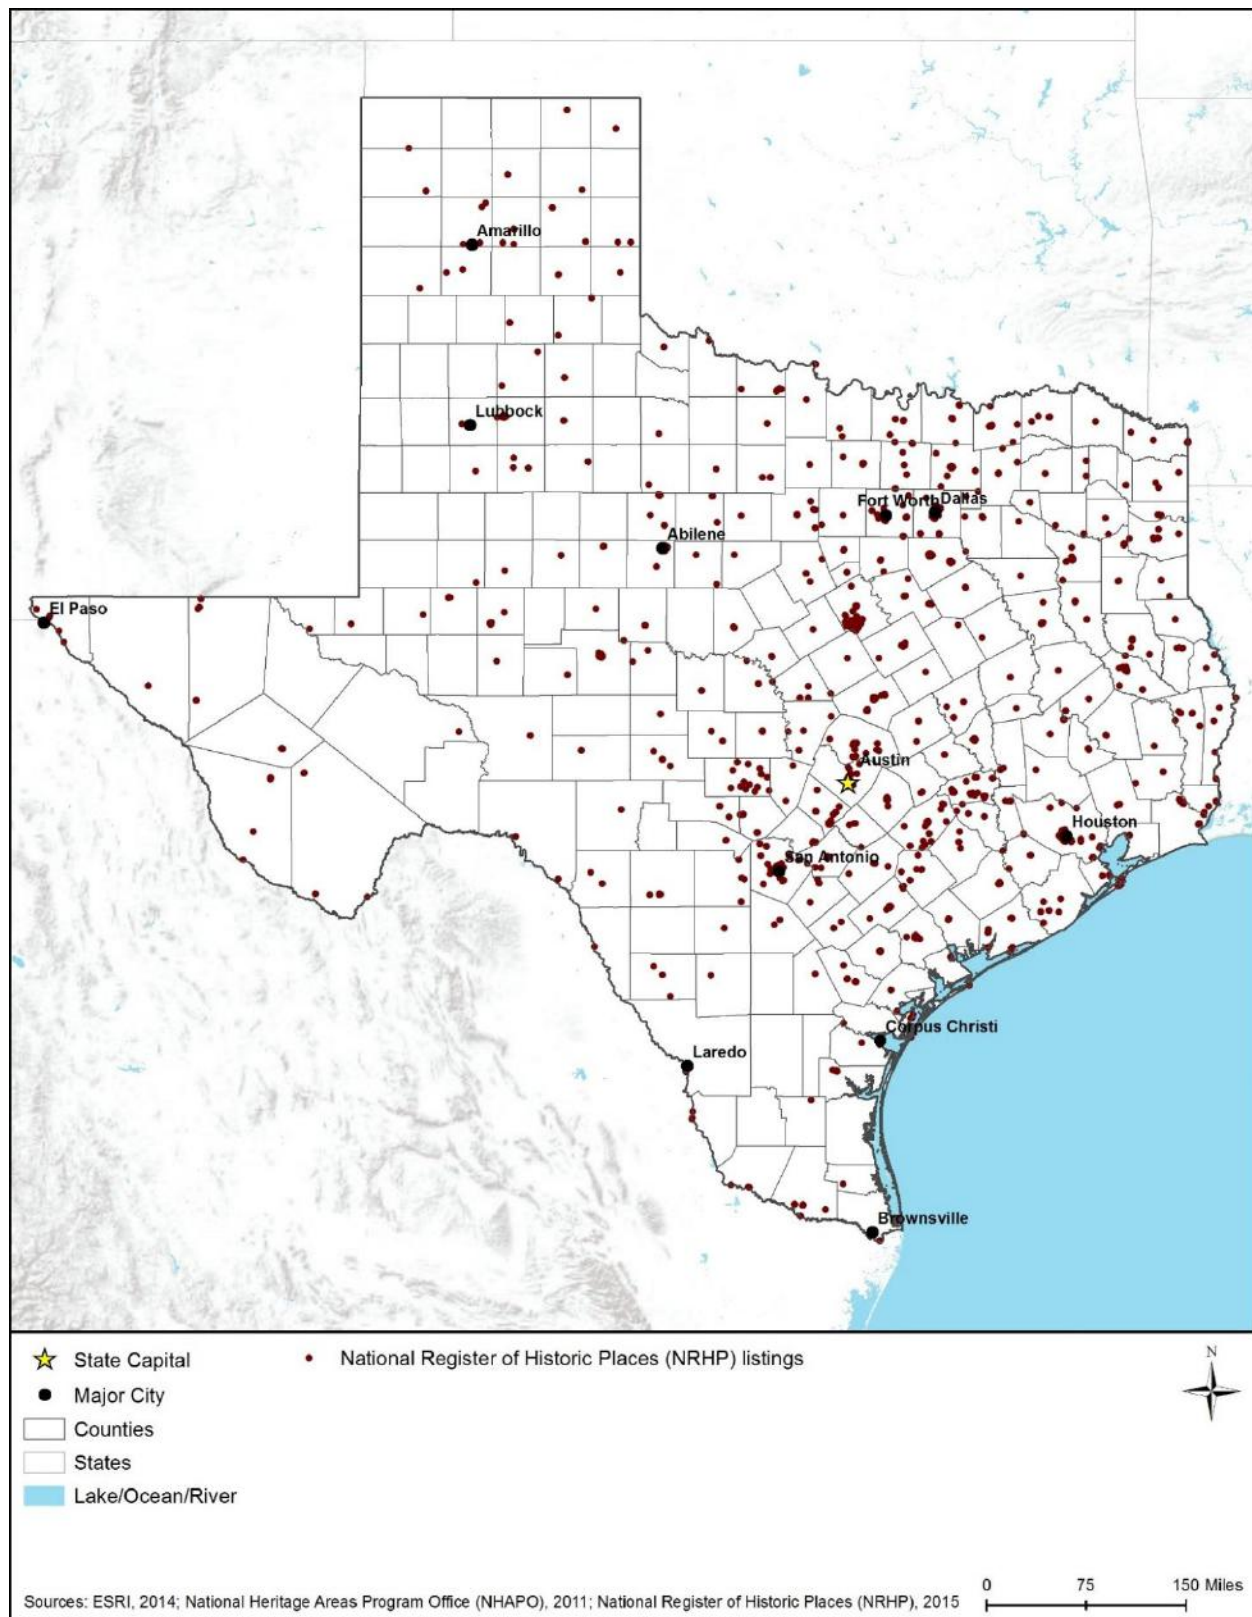 Amarillo
Lubbock
Fort Worth
Dallas
Abilene
El Paso
Austin
Houston
San Antonio
Corpus Christi
Laredo
Brownsville
State Capital
National Register of Historic Places (NRHP) listings
N
Major City
Counties
States
Lake/Ocean/River
0 75 150 Miles
Sources: ESRI, 2014; National Heritage Areas Program Office (NHAPO), 2011; National Register of Historic Places (NRHP), 2015